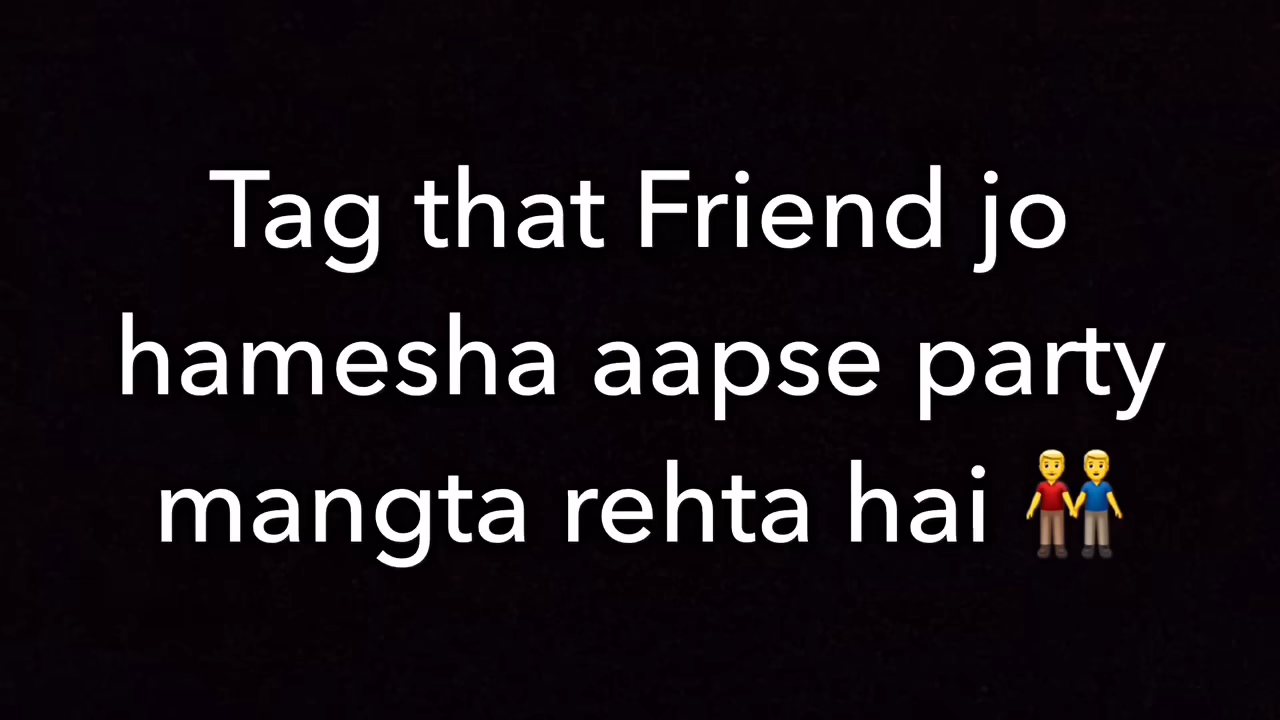 Tag that Friend jo
hamesha aapse party
mangta rehta hai 👬